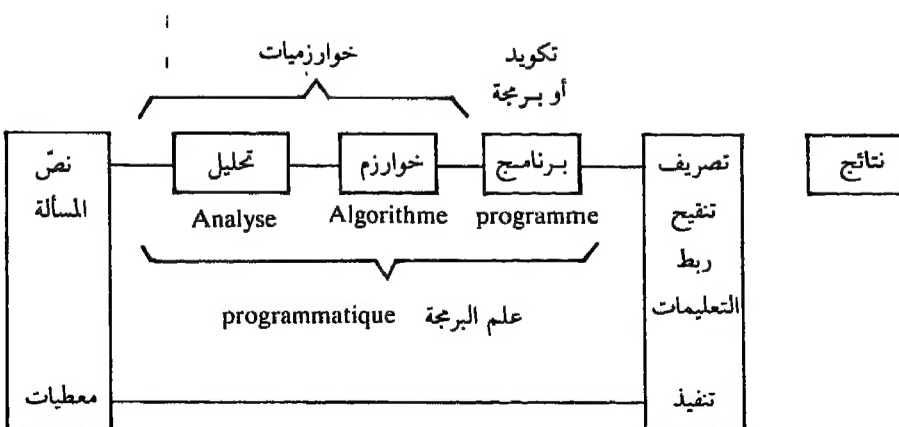 خوارزميات
تكويد
أو برمجة
نصّ
المسألة
تحليل
خوارزم
برنامج
تصريف
نتائج
Analyse
Algorithme
programme
تنقيح
ربط
التعليمات
programmatique علم البرمجة
معطيات
تنفيذ